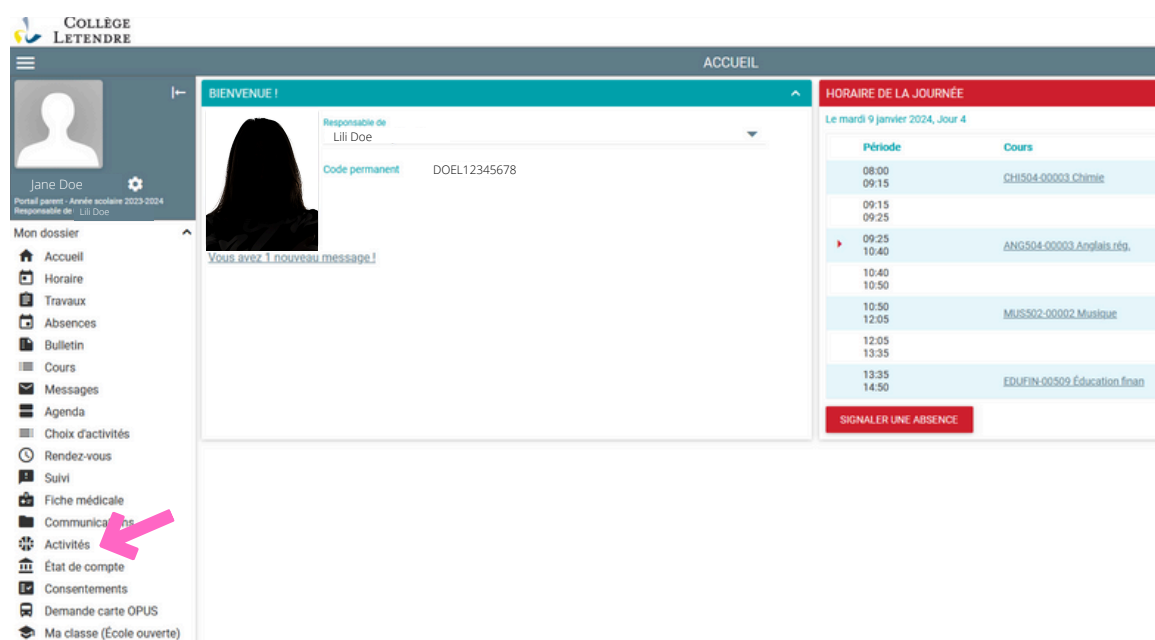 COLLÈGE
LETENDRE
ACCUEIL
Jane Doe
Portail parent - Année scolaire 2023-2024
Responsable de Lili Doe
Mon dossier
Accueil
Horaire
Travaux
Absences
Bulletin
Cours
Messages
Agenda
Choix d'activités
Rendez-vous
Suivi
Fiche médicale
Communications
Activités
État de compte
Consentements
Demande carte OPUS
Ma classe (École ouverte)
BIENVENUE !
Responsable de
Lili Doe
Code permanent DOEL12345678
Vous avez 1 nouveau message !
HORAIRE DE LA JOURNÉE
Le mardi 9 janvier 2024, Jour 4
Période Cours
08:00
09:15
CHI504-00003 Chimie
09:15
09:25
09:25
10:40
ANG504-00003 Anglais rég.
10:40
10:50
10:50
12:05
MUS502-00002 Musique
12:05
13:35
13:35
14:50
EDUFIN-00509 Éducation finan
SIGNALER UNE ABSENCE